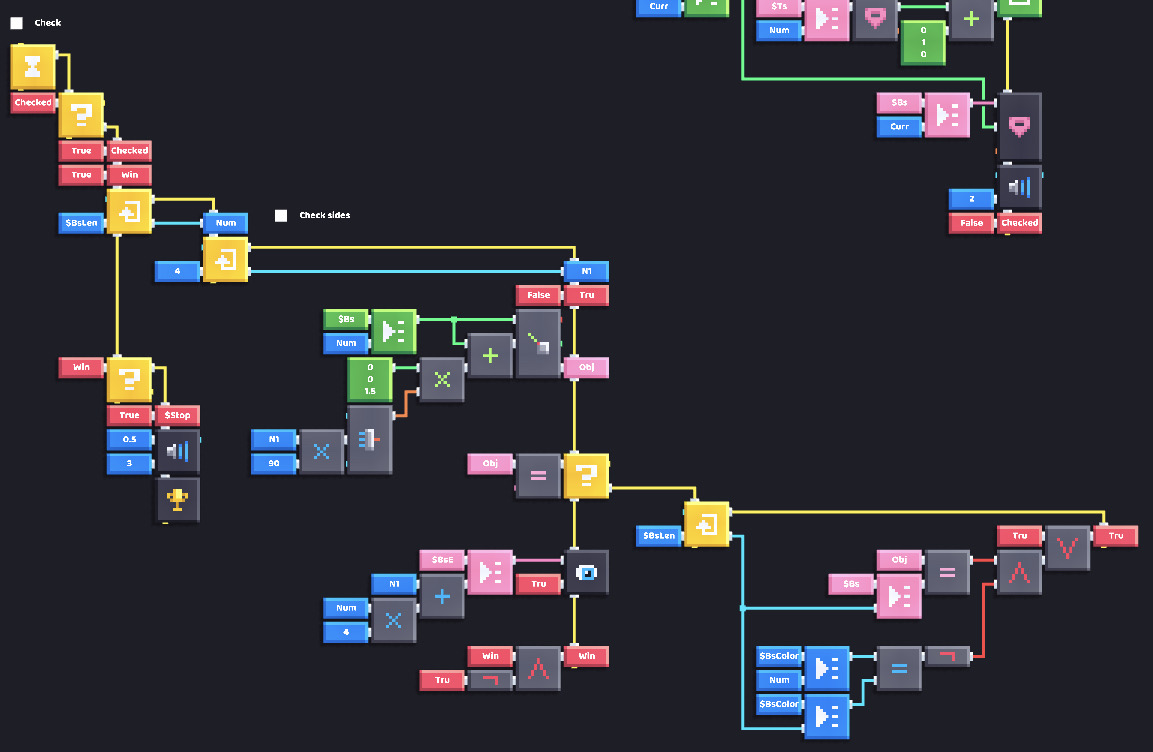 Curr
$Ts
Num
0
1
0
Check
Checked
$Bs
Curr
True
Checked
True
Win
2
False
Checked
Check sides
$BsLen
Num
4
N1
False
Tru
$Bs
Num
0
0
1.5
Win
Obj
True
$Stop
0.5
3
N1
90
Obj
$BsLen
Tru
Tru
$BsE
Obj
N1
Tru
$Bs
Num
4
Win
Win
$BsColor
Tru
Num
$BsColor